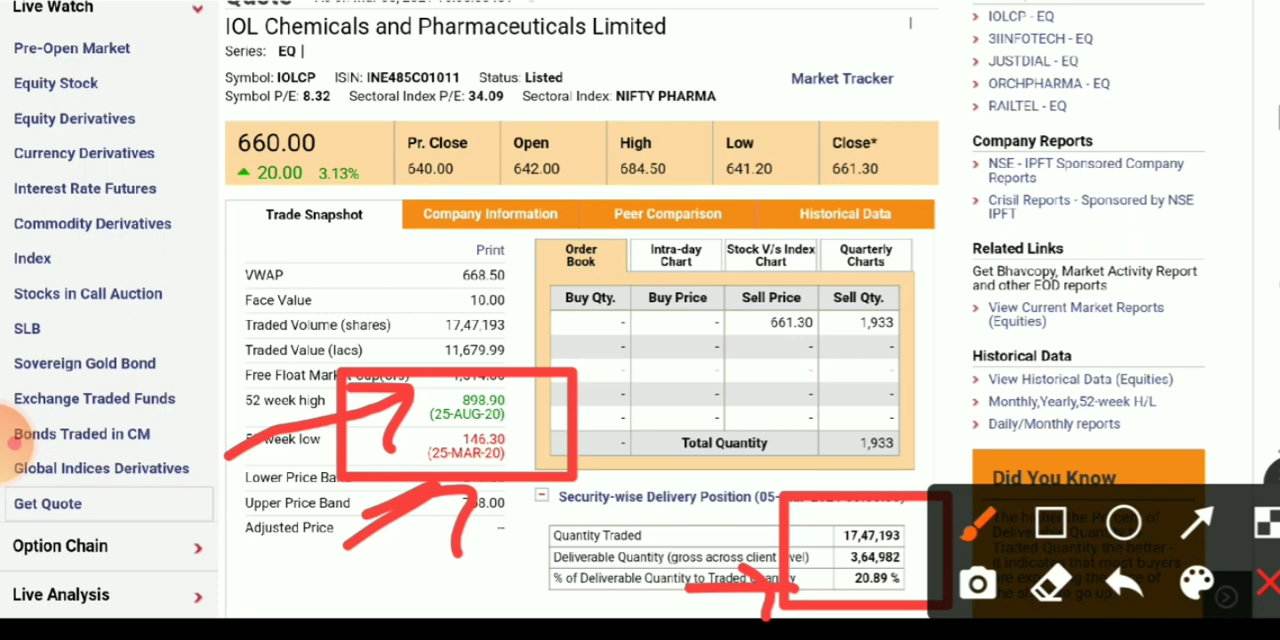 Live Watch
Pre-Open Market
Equity Stock
Equity Derivatives
Currency Derivatives
Interest Rate Futures
Commodity Derivatives
Index
Stocks in Call Auction
SLB
Sovereign Gold Bond
Exchange Traded Funds
Bonds Traded in CM
Global Indices Derivatives
Get Quote
Option Chain
Live Analysis
IOL Chemicals and Pharmaceuticals Limited
Series: EQ |
Symbol: IOLCP ISIN: INE485C01011 Status: Listed
Symbol P/E: 8.32 Sectoral Index P/E: 34.09 Sectoral Index: NIFTY PHARMA
Market Tracker
660.00 Pr. Close Open High Low Close*
20.00 3.13% 640.00 642.00 684.50 641.20 661.30
Trade Snapshot Company Information Peer Comparison Historical Data
Print
VWAP 668.50
Face Value 10.00
Traded Volume (shares) 17,47,193
Traded Value (lacs) 11,679.99
Free Float
52 week high 898.90
(25-AUG-20)
week low 146.30
(25-MAR-20)
Lower Price
Upper Price Band
Adjusted Price --
Order Book Intra-day Chart Stock V/s Index Chart Quarterly Charts
Buy Qty. Buy Price Sell Price Sell Qty.
- - 661.30 1,933
- - - -
- - - -
- - - -
- - - -
- Total Quantity 1,933
Security-wise Delivery Position
Quantity Traded 17,47,193
Deliverable Quantity (gross across client level) 3,64,982
% of Deliverable Quantity to Traded Quantity 20.89 %
IOLCP - EQ
3IINFOTECH - EQ
JUSTDIAL - EQ
ORCHPHARMA - EQ
RAILTEL - EQ
Company Reports
NSE - IPFT Sponsored Company
Reports
Crisil Reports - Sponsored by NSE
IPFT
Related Links
Get Bhavcopy, Market Activity Report
and other EOD reports
View Current Market Reports
(Equities)
Historical Data
View Historical Data (Equities)
Monthly,Yearly,52-week H/L
Daily/Monthly reports
Did You Know